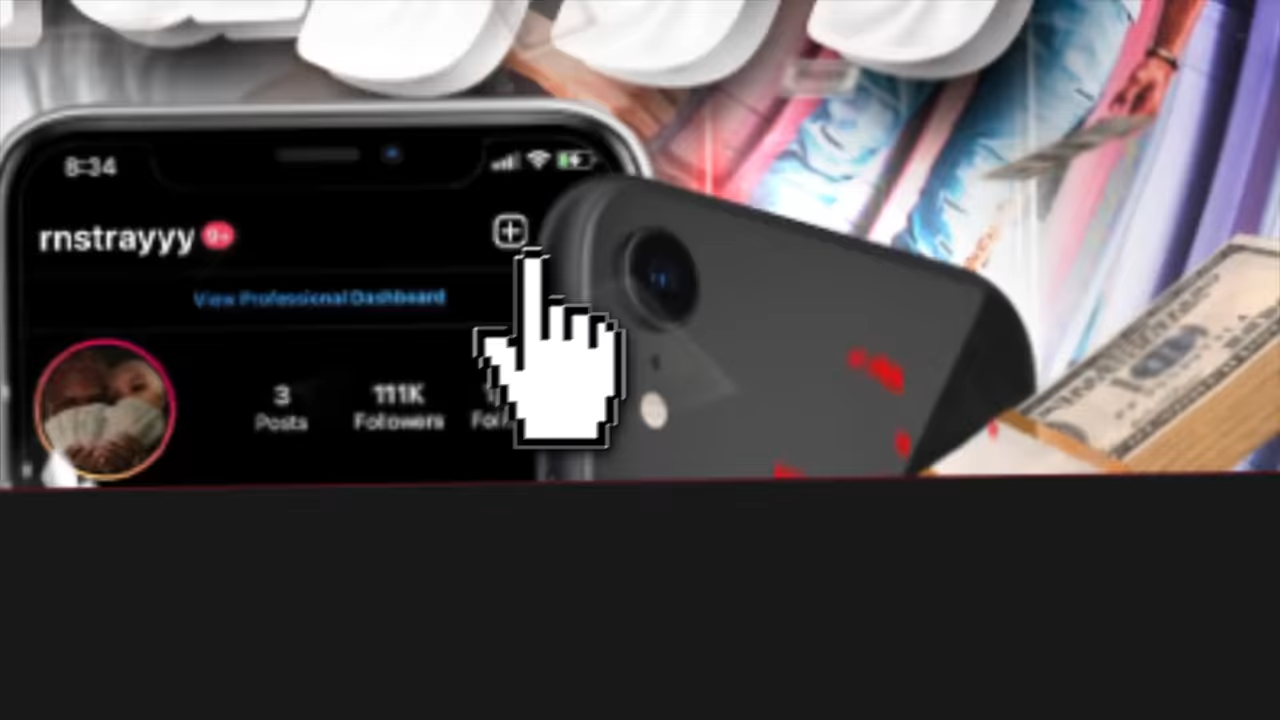 8:34
rnstrayyy 9+
View Professional Dashboard
3 111K
Posts Followers